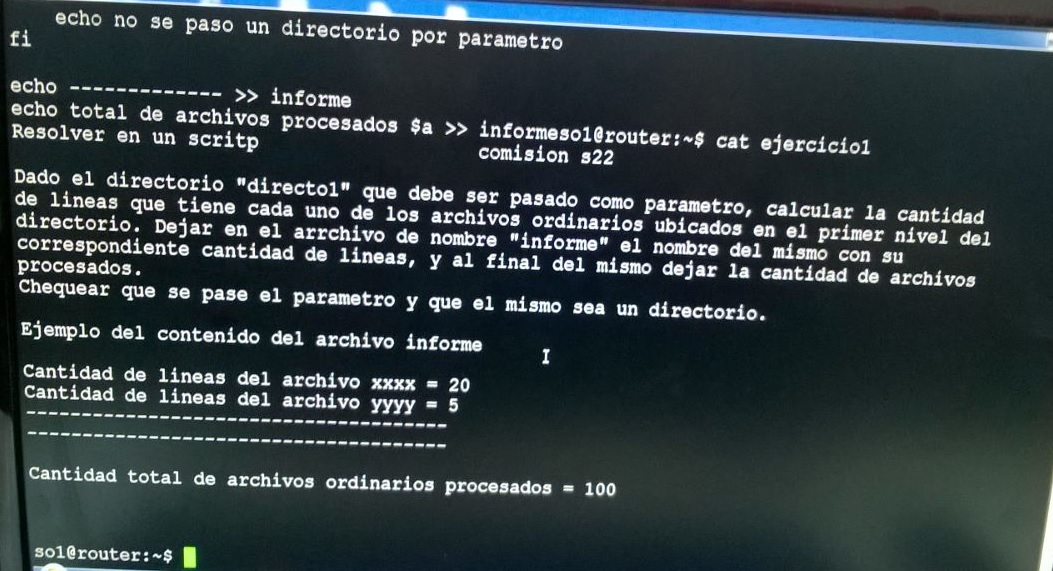 echo no se paso un directorio por parametro
fi
echo ------------- >> informe
echo total de archivos procesados $a >> informeso1@router:~$ cat ejercicio1
Resolver en un scritp comision s22
Dado el directorio "directo1" que debe ser pasado como parametro, calcular la cantidad
de lineas que tiene cada uno de los archivos ordinarios ubicados en el primer nivel del
directorio. Dejar en el arrchivo de nombre "informe" el nombre del mismo con su
correspondiente cantidad de lineas, y al final del mismo dejar la cantidad de archivos
procesados.
Chequear que se pase el parametro y que el mismo sea un directorio.
Ejemplo del contenido del archivo informe
Cantidad de lineas del archivo xxxx = 20
Cantidad de lineas del archivo yyyy = 5
--------------------------------------
--------------------------------------
Cantidad total de archivos ordinarios procesados = 100
so1@router:~$